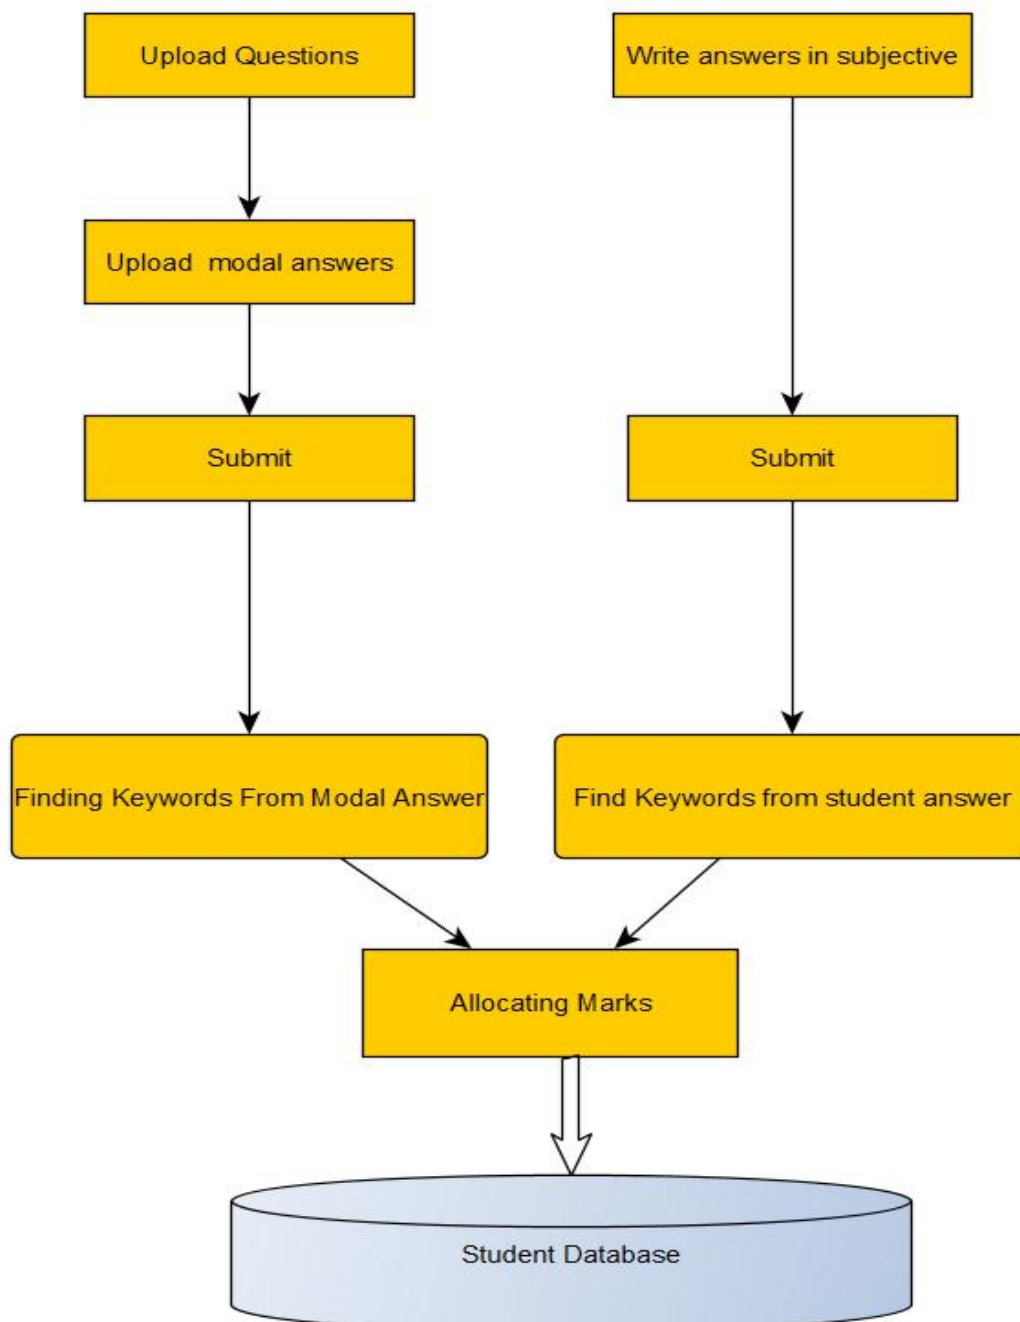 Upload Questions
Write answers in subjective
Upload  modal answers
Submit
Submit
Finding Keywords From Modal Answer
Find Keywords from student answer
Allocating Marks
Student Database